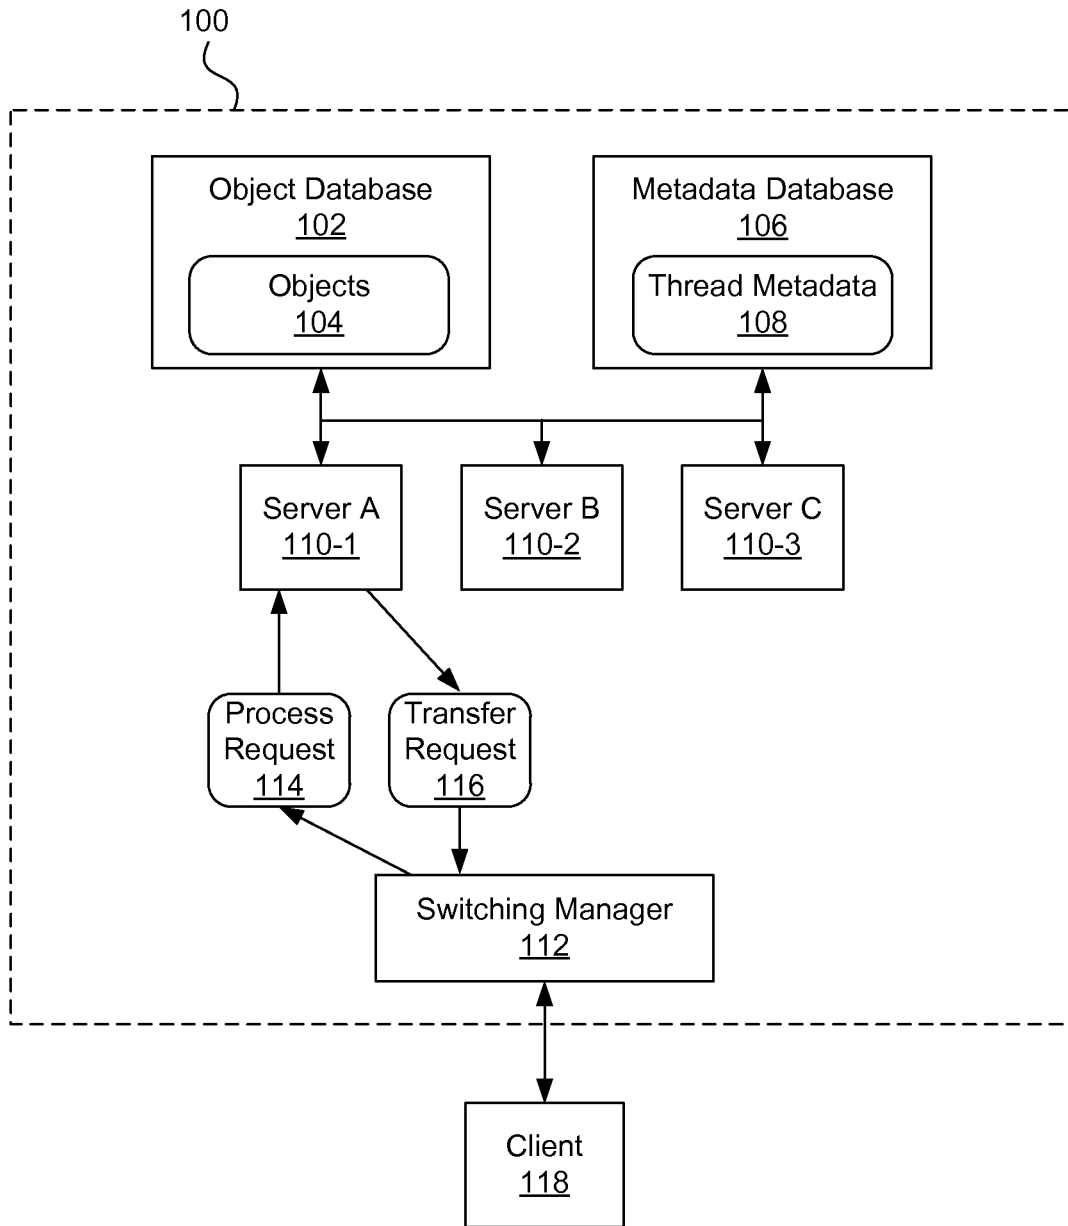 100
Object Database
102
Objects
104
Metadada Database
106
Thread Metadata
108
Server A
110-1
Server B
110-2
Server C
110-3
Process
Request
114
Transfer
Request
116
Switching Manager
112
Client
118